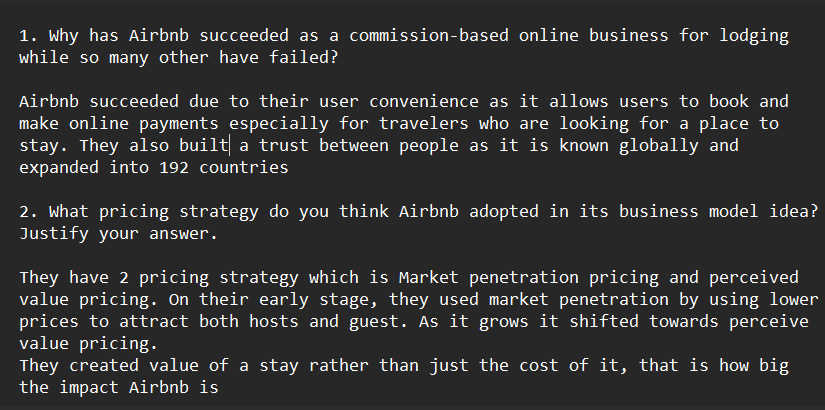 1. Why has Airbnb succeeded as a commission-based online business for lodging
while so many other have failed?
Airbnb succeeded due to their user convenience as it allows users to book and
make online payments especially for travelers who are looking for a place to
stay. They also built a trust between people as it is known globally and
expanded into 192 countries
2. What pricing strategy do you think Airbnb adopted in its business model idea?
Justify your answer.
They have 2 pricing strategy which is Market penetration pricing and perceived
value pricing. On their early stage, they used market penetration by using lower
prices to attract both hosts and guest. As it grows it shifted towards perceive
value pricing.
They created value of a stay rather than just the cost of it, that is how big
the impact Airbnb is